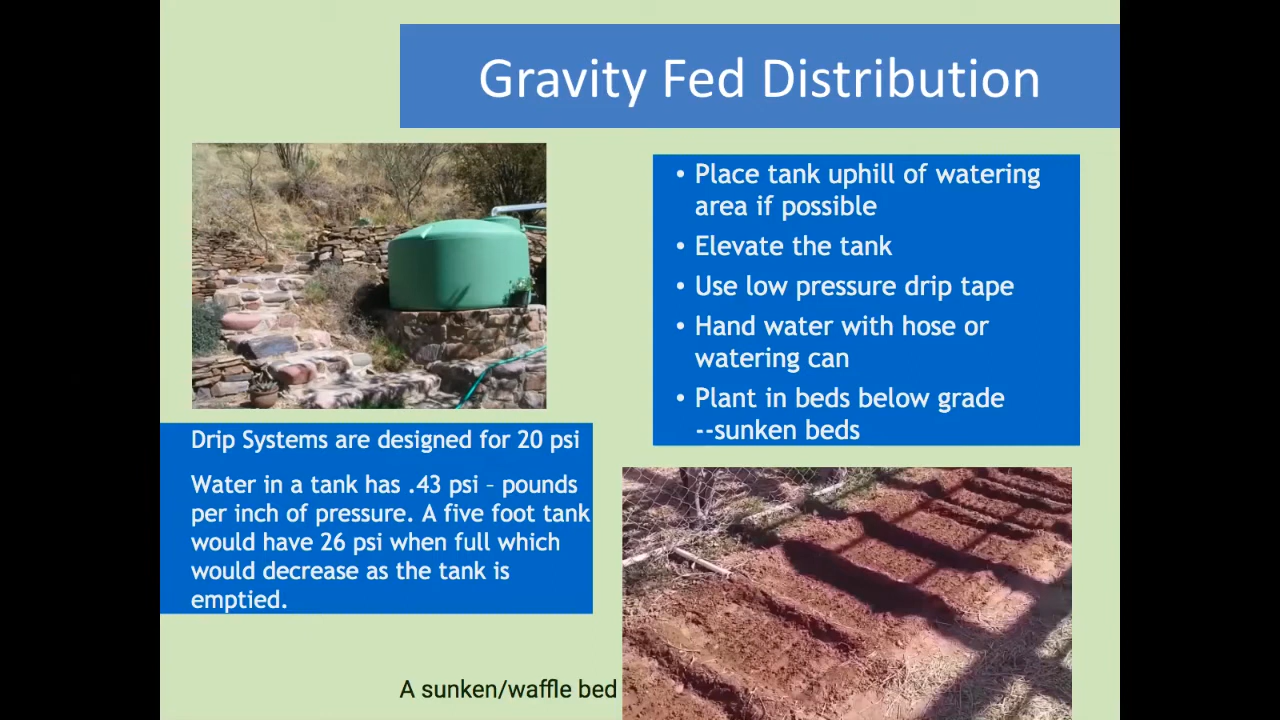 Gravity Fed Distribution
• Place tank uphill of watering
area if possible
• Elevate the tank
• Use low pressure drip tape
• Hand water with hose or
watering can
• Plant in beds below grade
--sunken beds
Drip Systems are designed for 20 psi
Water in a tank has .43 psi – pounds
per inch of pressure. A five foot tank
would have 26 psi when full which
would decrease as the tank is
emptied.
A sunken/waffle bed